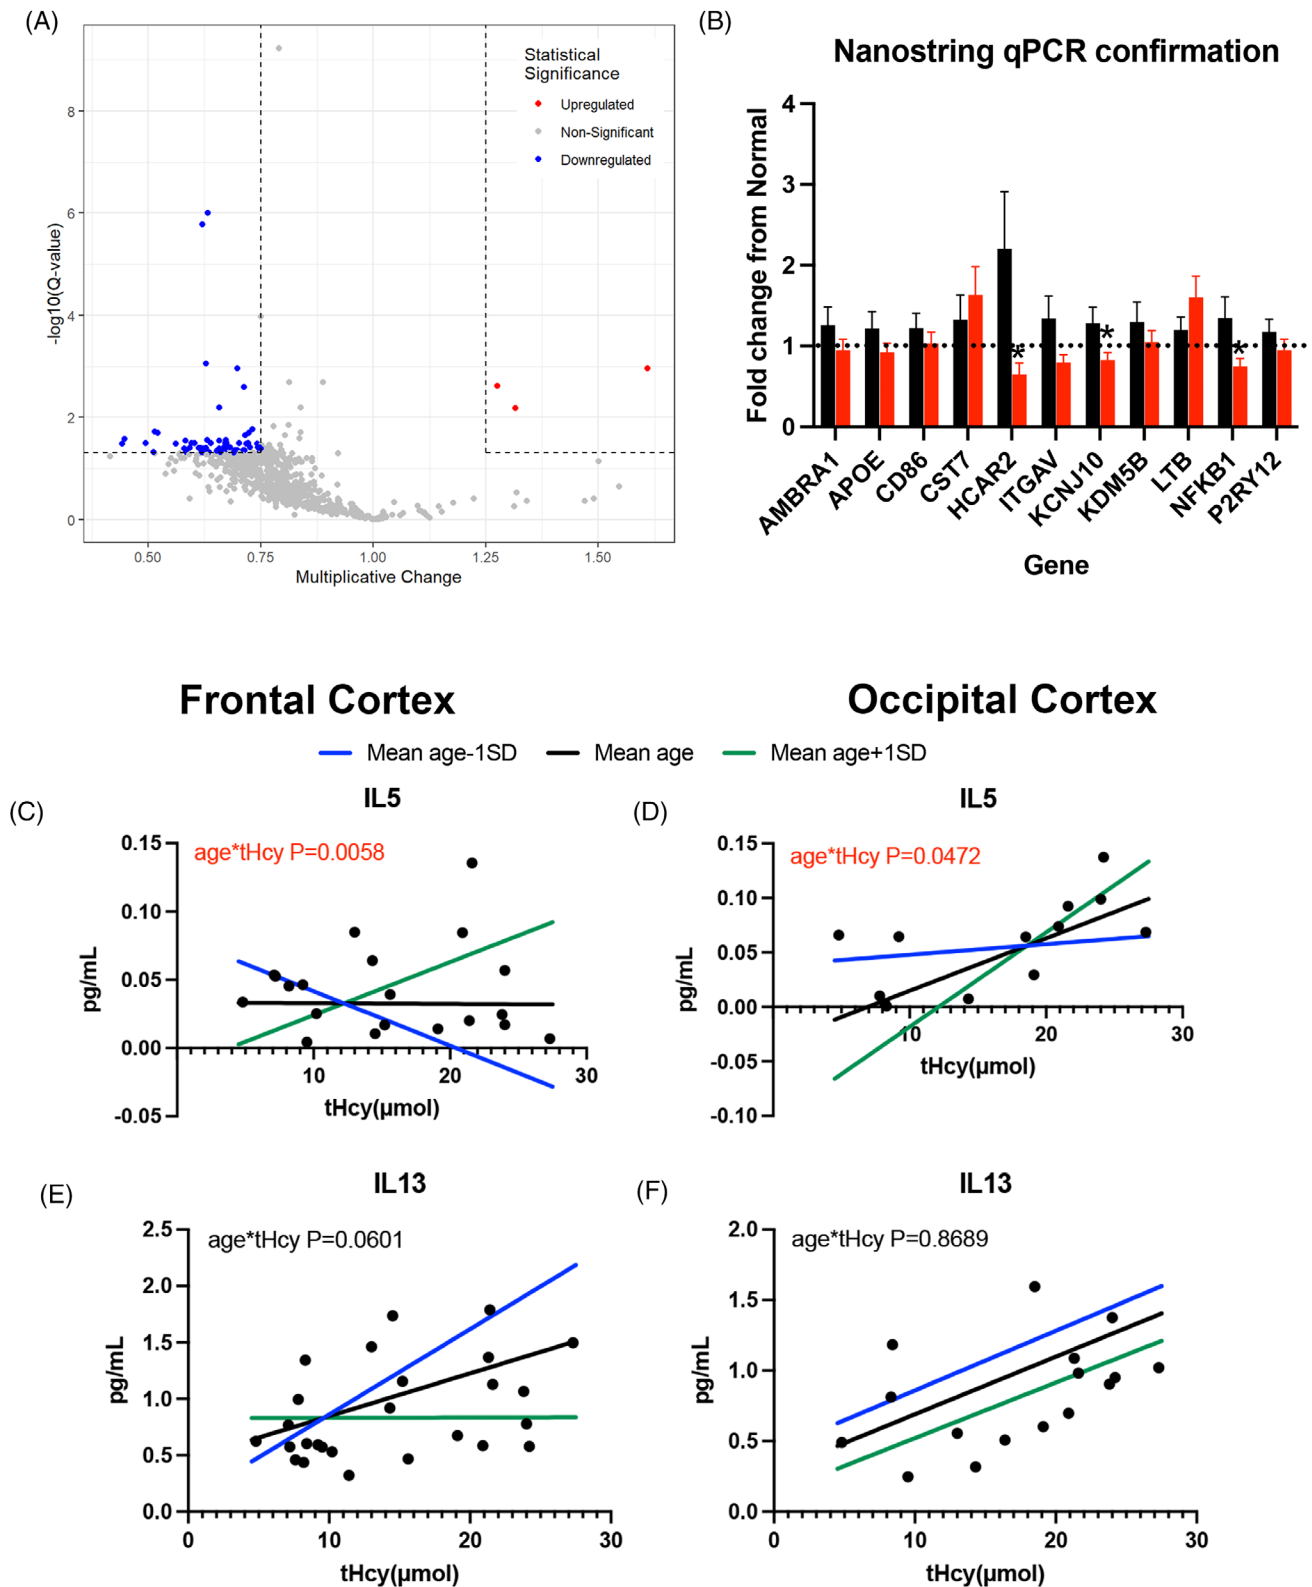 (A)
Statistical
Significance
Upregulated
Non-Significant
Downregulated
8
6
4
2
0
-log10(Q-value)
0.50 0.75 1.00 1.25 1.50
Multiplicative Change
(B)
Nanostring qPCR confirmation
4
3
2
1
0
Fold change from Normal
* * *
AMBRA1 APOE CD86 CST7 HCAR2 ITGAV KCNJ10 KDM5B LTB NFKB1 P2RY12
Gene
Frontal Cortex
Occipital Cortex
Mean age-1SD Mean age Mean age+1SD
(C)
IL5
age*tHcy P=0.0058
0.15
0.10
0.05
0.00
-0.05
pg/mL
10 20 30
tHcy(μmol)
(D)
IL5
age*tHcy P=0.0472
0.15
0.10
0.05
0.00
-0.05
-0.10
pg/mL
10 20 30
tHcy(μmol)
(E)
IL13
age*tHcy P=0.0601
2.5
2.0
1.5
1.0
0.5
0.0
pg/mL
0 10 20 30
tHcy(μmol)
(F)
IL13
age*tHcy P=0.8689
2.0
1.5
1.0
0.5
0.0
pg/mL
0 10 20 30
tHcy(μmol)